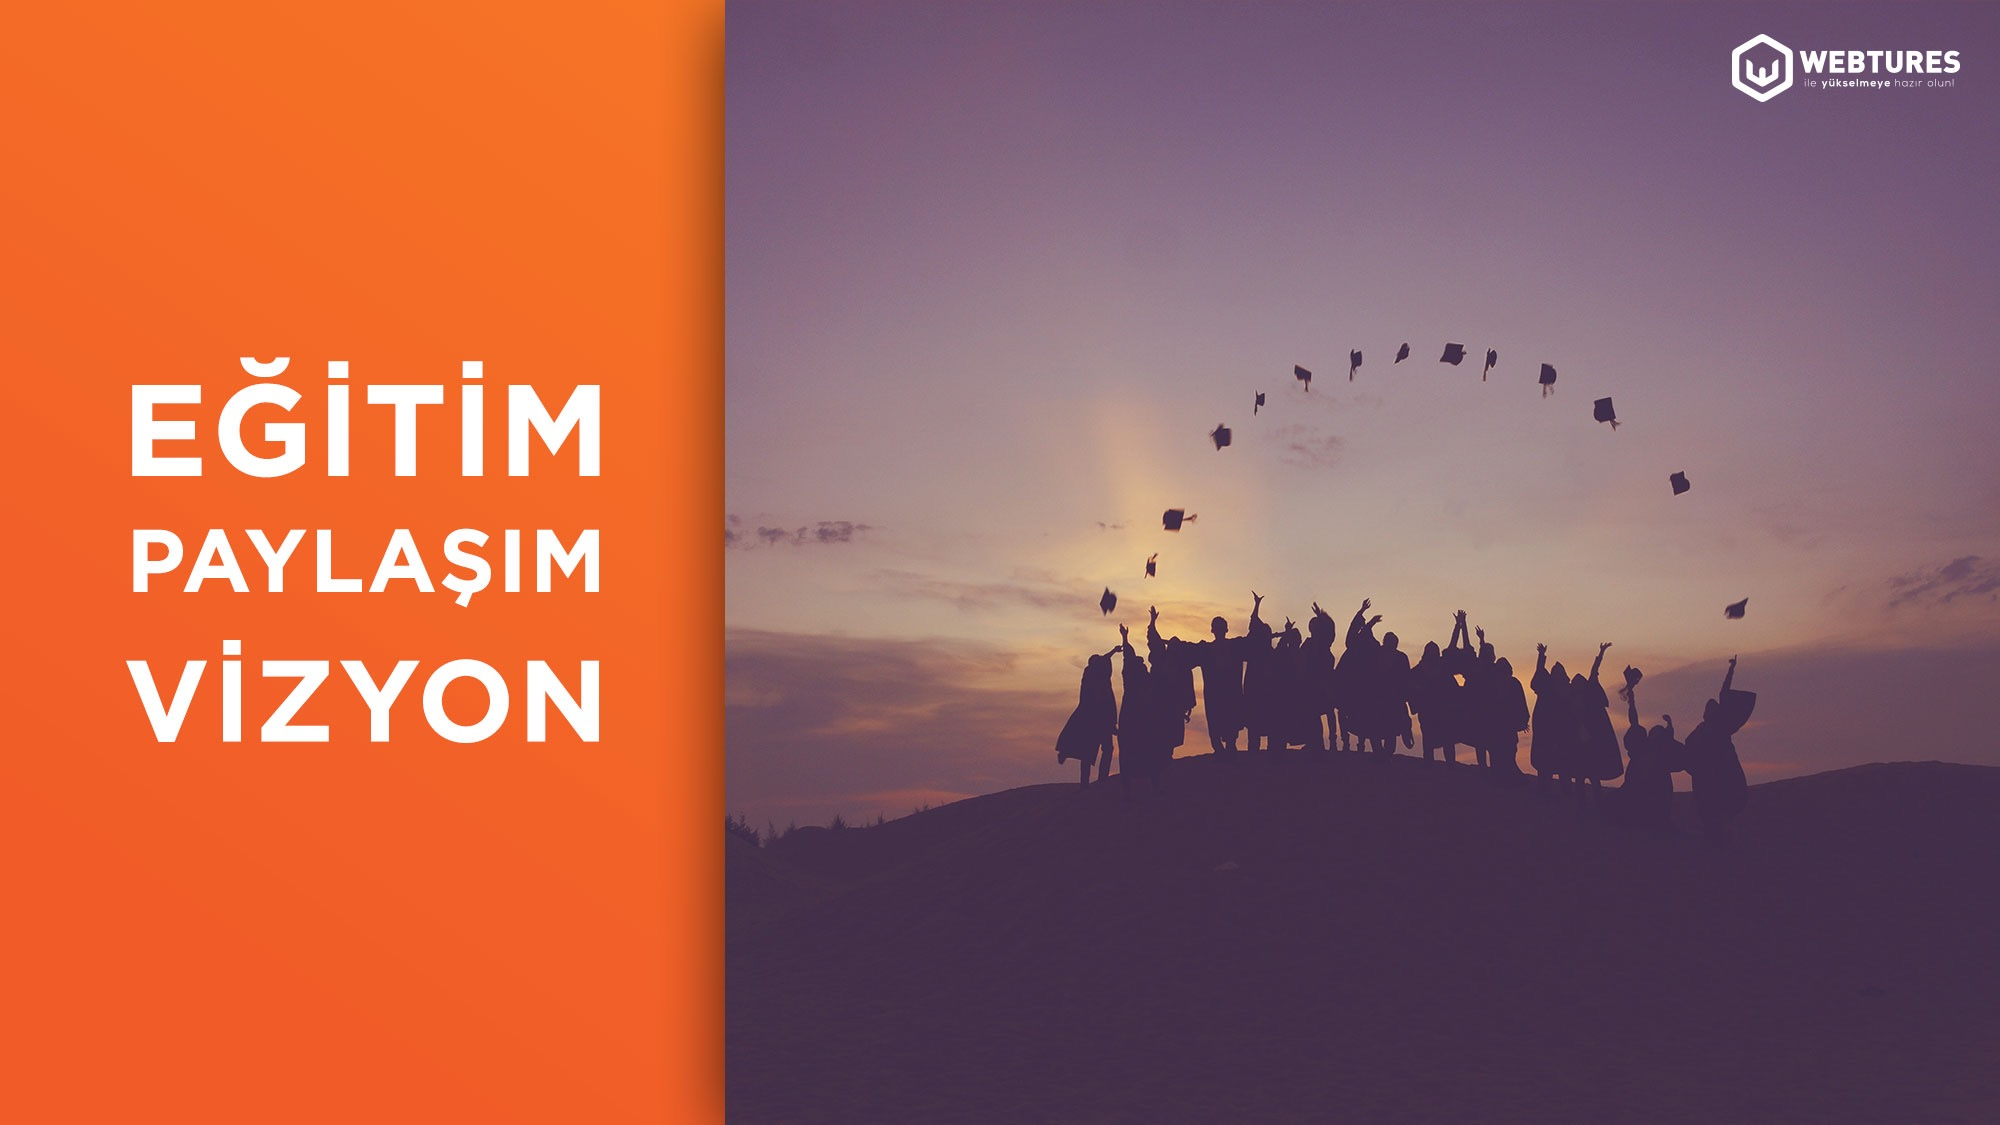 EĞİTİM
PAYLAŞIM
VİZYON
WEBTURES
ile yükselmeye hazır olun!